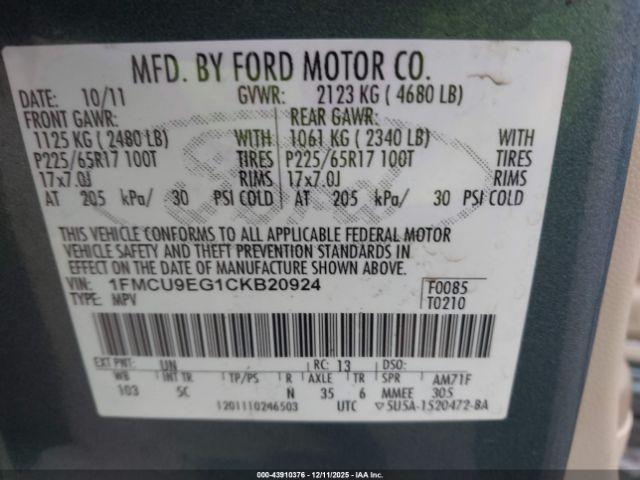 MFD. BY FORD MOTOR CO.
DATE: 10/11 GVWR: 2123 KG ( 4680 LB)
FRONT GAWR: REAR GAWR:
1125 KG ( 2480 LB) WITH 1061 KG ( 2340 LB) WITH
P225/65R17 100T TIRES P225/65R17 100T TIRES
17x7.0J RIMS 17x7.0J RIMS
AT 205 kPa/ 30 PSI COLD AT 205 kPa/ 30 PSI COLD
THIS VEHICLE CONFORMS TO ALL APPLICABLE FEDERAL MOTOR
VEHICLE SAFETY AND THEFT PREVENTION STANDARDS IN
EFFECT ON THE DATE OF MANUFACTURE SHOWN ABOVE.
VIN: 1FMCU9EG1CKB20924 F0085
TYPE: MPV T0210
EXT PNT: UN RC: 13 DSO:
WB INT TR TP/PS R AXLE TR SPR AM71F
103 5C N 35 6 MMEE 305
1201110246503 UTC SU5A-1520472-BA
000-43910376 - 12/11/2025 - IAA Inc.